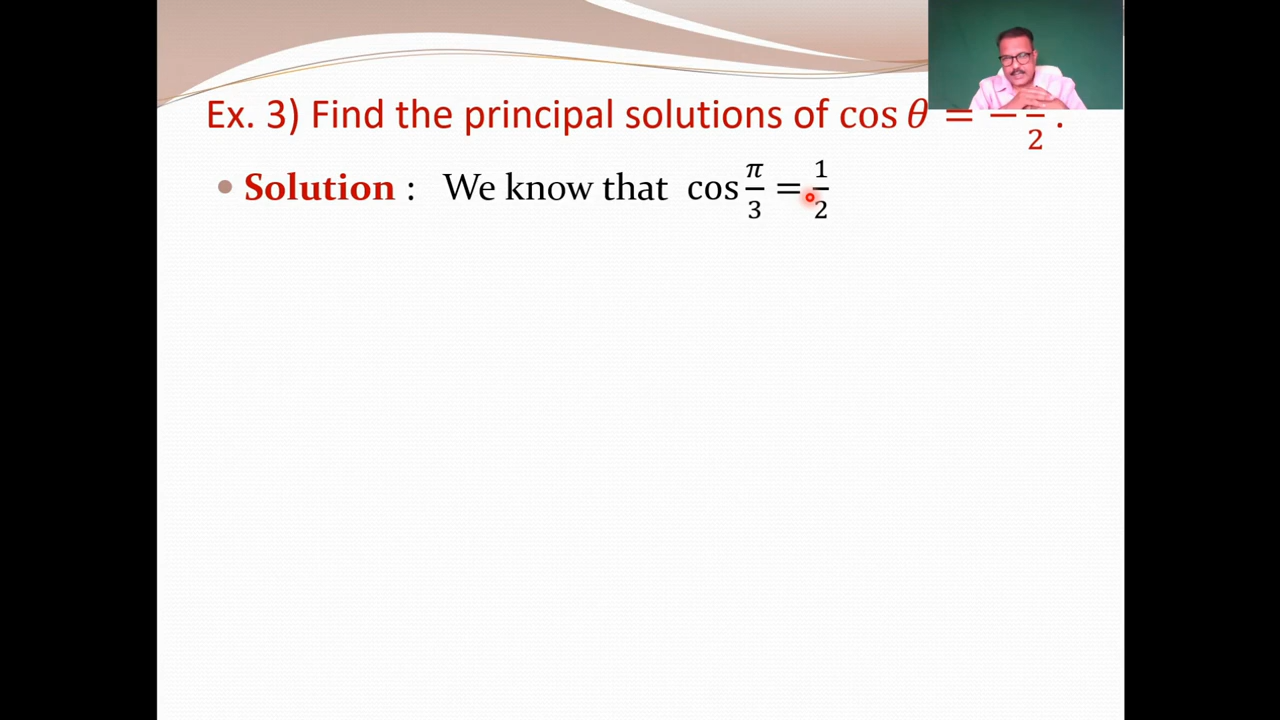 Ex. 3) Find the principal solutions of cos θ = − /2 .
• Solution : We know that cos π/3 = 1/2